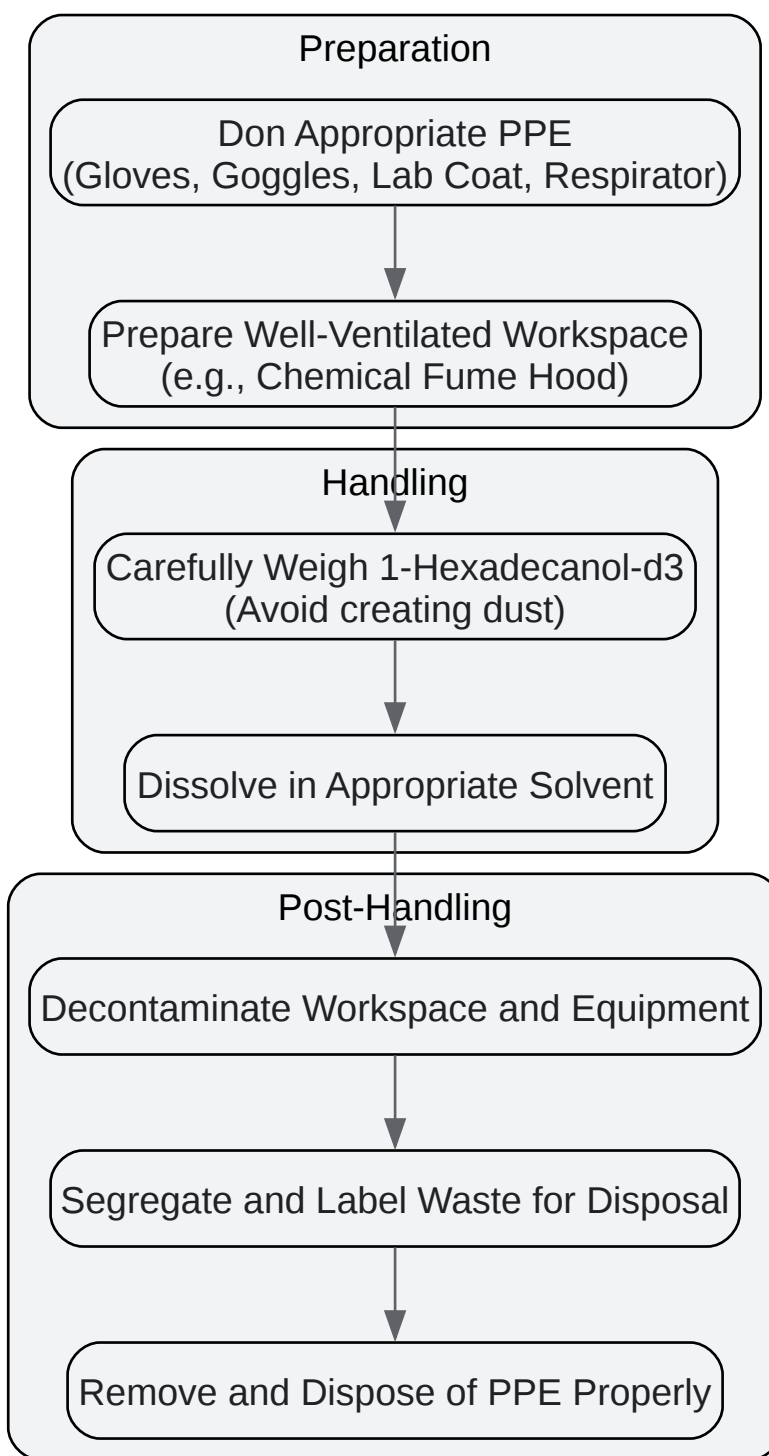 Preparation
Don Appropriate PPE
(Gloves, Goggles, Lab Coat, Respirator)
Prepare Well-Ventilated Workspace
(e.g., Chemical Fume Hood)
Handling
Carefully Weigh 1-Hexadecanol-d3
(Avoid creating dust)
Dissolve in Appropriate Solvent
Post-Handling
Decontaminate Workspace and Equipment
Segregate and Label Waste for Disposal
Remove and Dispose of PPE Properly